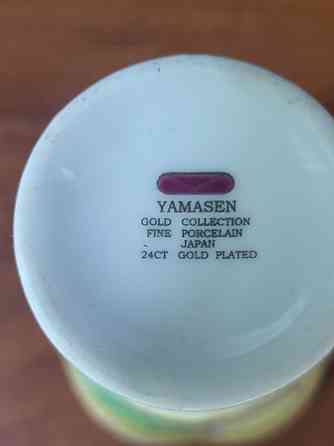 YAMASEN
GOLD COLLECTION
FINE PORCELAIN
JAPAN
24CT GOLD PLATED